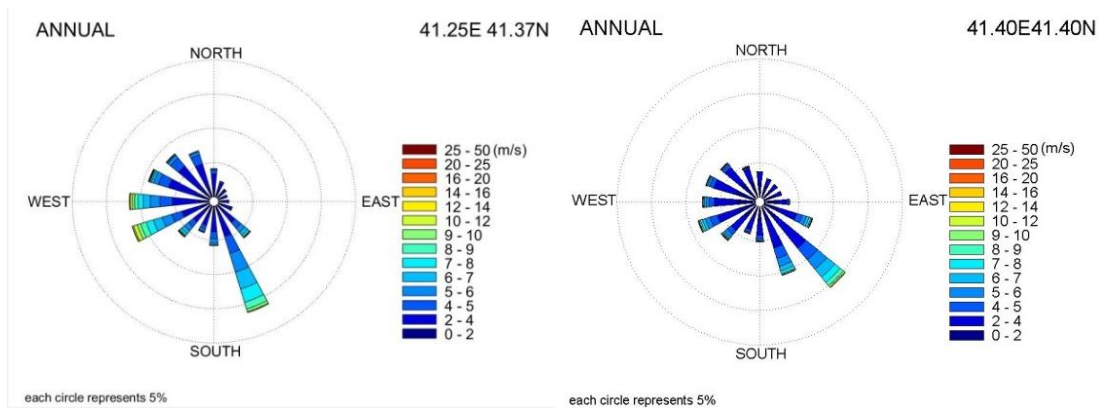 ANNUAL
41.25E 41.37N
NORTH
WEST
EAST
SOUTH
25 - 50 (m/s)
20 - 25
16 - 20
14 - 16
12 - 14
10 - 12
9 - 10
8 - 9
7 - 8
6 - 7
5 - 6
4 - 5
2 - 4
0 - 2
each circle represents 5%
ANNUAL
41.40E41.40N
NORTH
WEST
EAST
SOUTH
25 - 50 (m/s)
20 - 25
16 - 20
14 - 16
12 - 14
10 - 12
9 - 10
8 - 9
7 - 8
6 - 7
5 - 6
4 - 5
2 - 4
0 - 2
each circle represents 5%